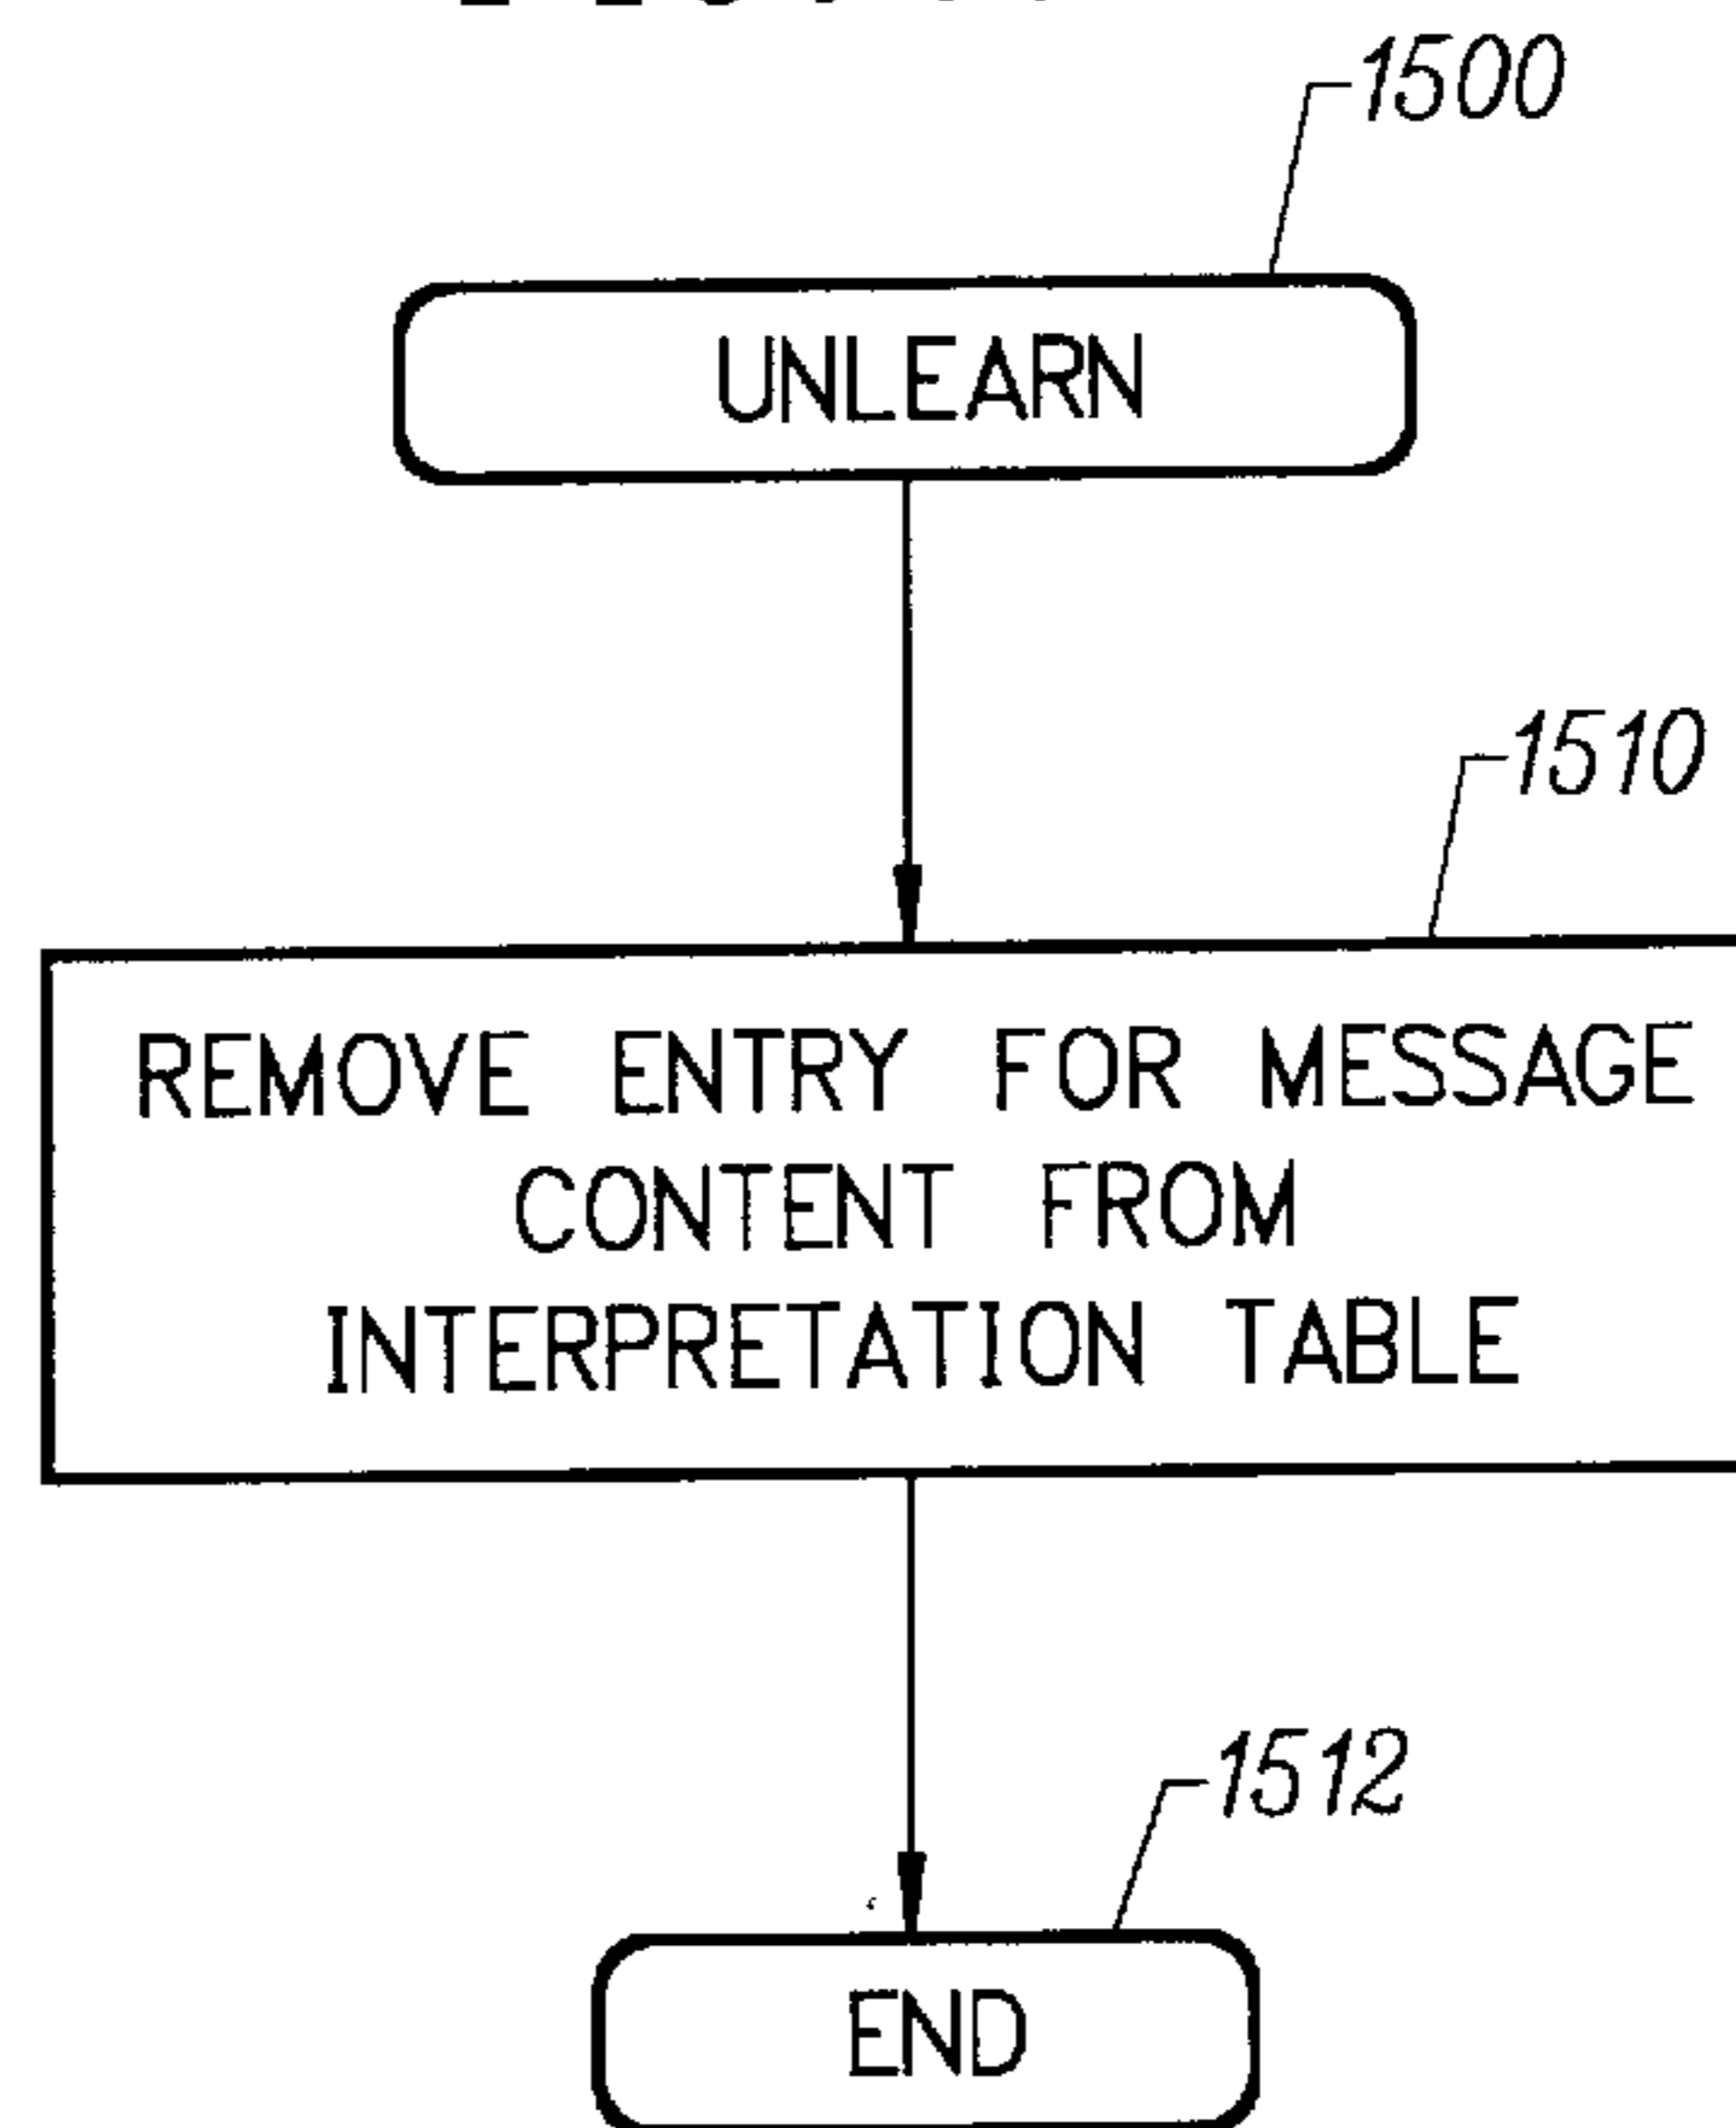 1500
UNLEARN
1510
REMOVE ENTRY FOR MESSAGE
CONTENT FROM
INTERPRETATION TABLE
1512
END